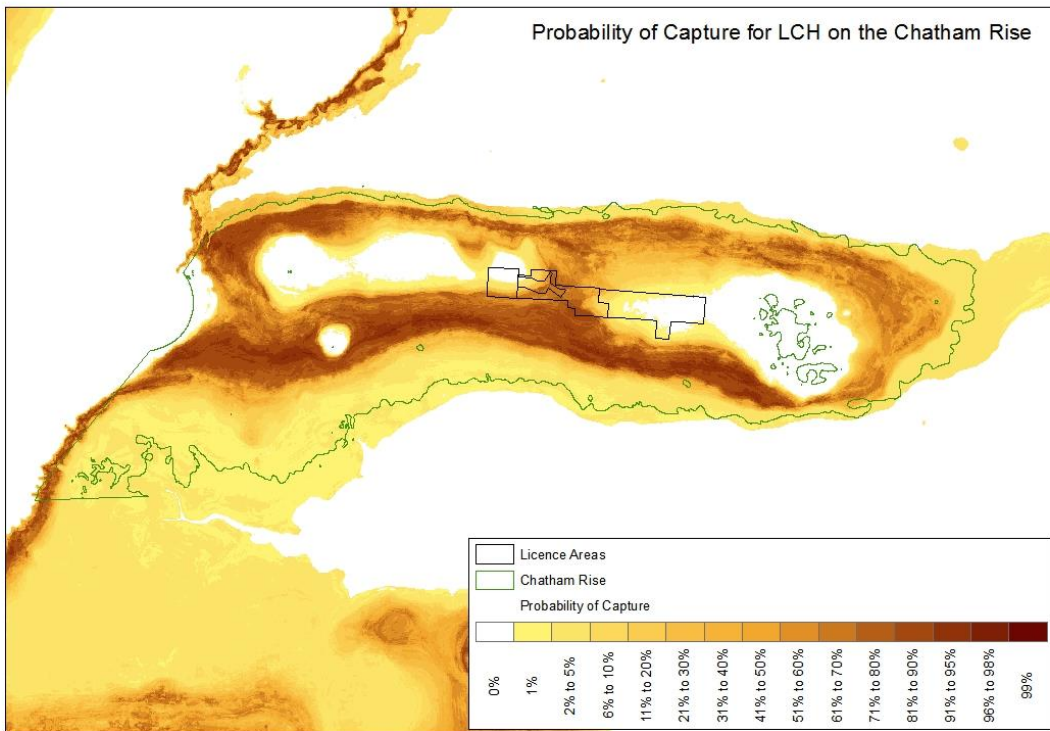 Probability of Capture for LCH on the Chatham Rise
Licence Areas
Chatham Rise
Probability of Capture
0%
1%
2% to 5%
6% to 10%
11% to 20%
21% to 30%
31% to 40%
41% to 50%
51% to 60%
61% to 70%
71% to 80%
81% to 90%
91% to 95%
96% to 98%
99%